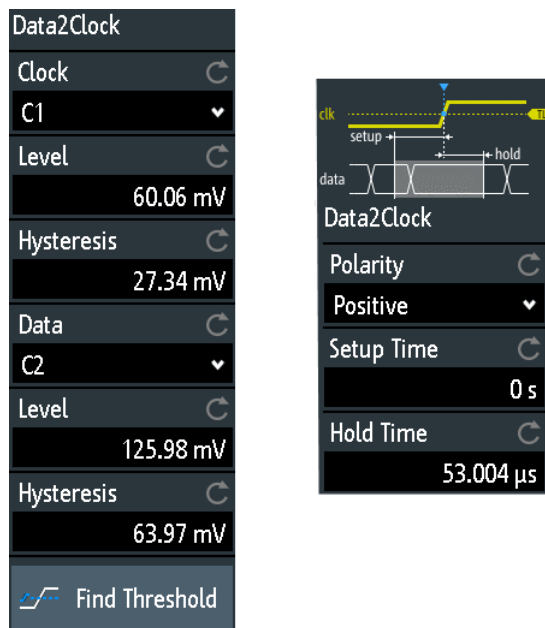 Data2Clock
Clock
C1
Level
60.06 mV
Hysteresis
27.34 mV
Data
C2
Level
125.98 mV
Hysteresis
63.97 mV
Find Threshold
clk
TL
setup
hold
data
Data2Clock
Polarity
Positive
Setup Time
0 s
Hold Time
53.004 µs